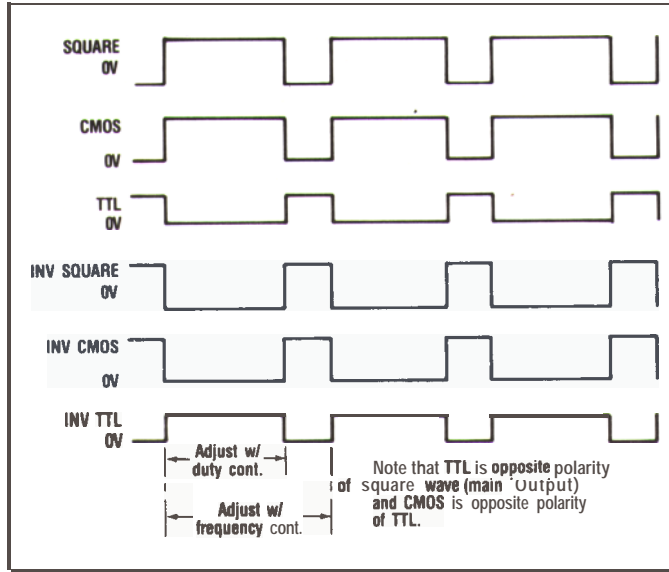 SQUARE
0V
CMOS
0V
TTL
0V
INV SQUARE
0V
INV CMOS
0V
INV TTL
0V
Adjust w/
duty cont.
Adjust w/
frequency cont.
Note that TTL is opposite polarity
of square wave (main Output)
and CMOS is opposite polarity
of TTL.